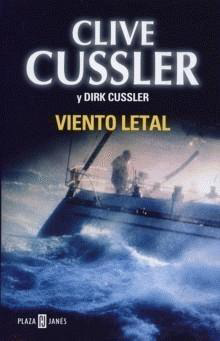 CLIVE
CUSSLER
y DIRK CUSSLER
VIENTO LETAL
PLAZA JANÉS